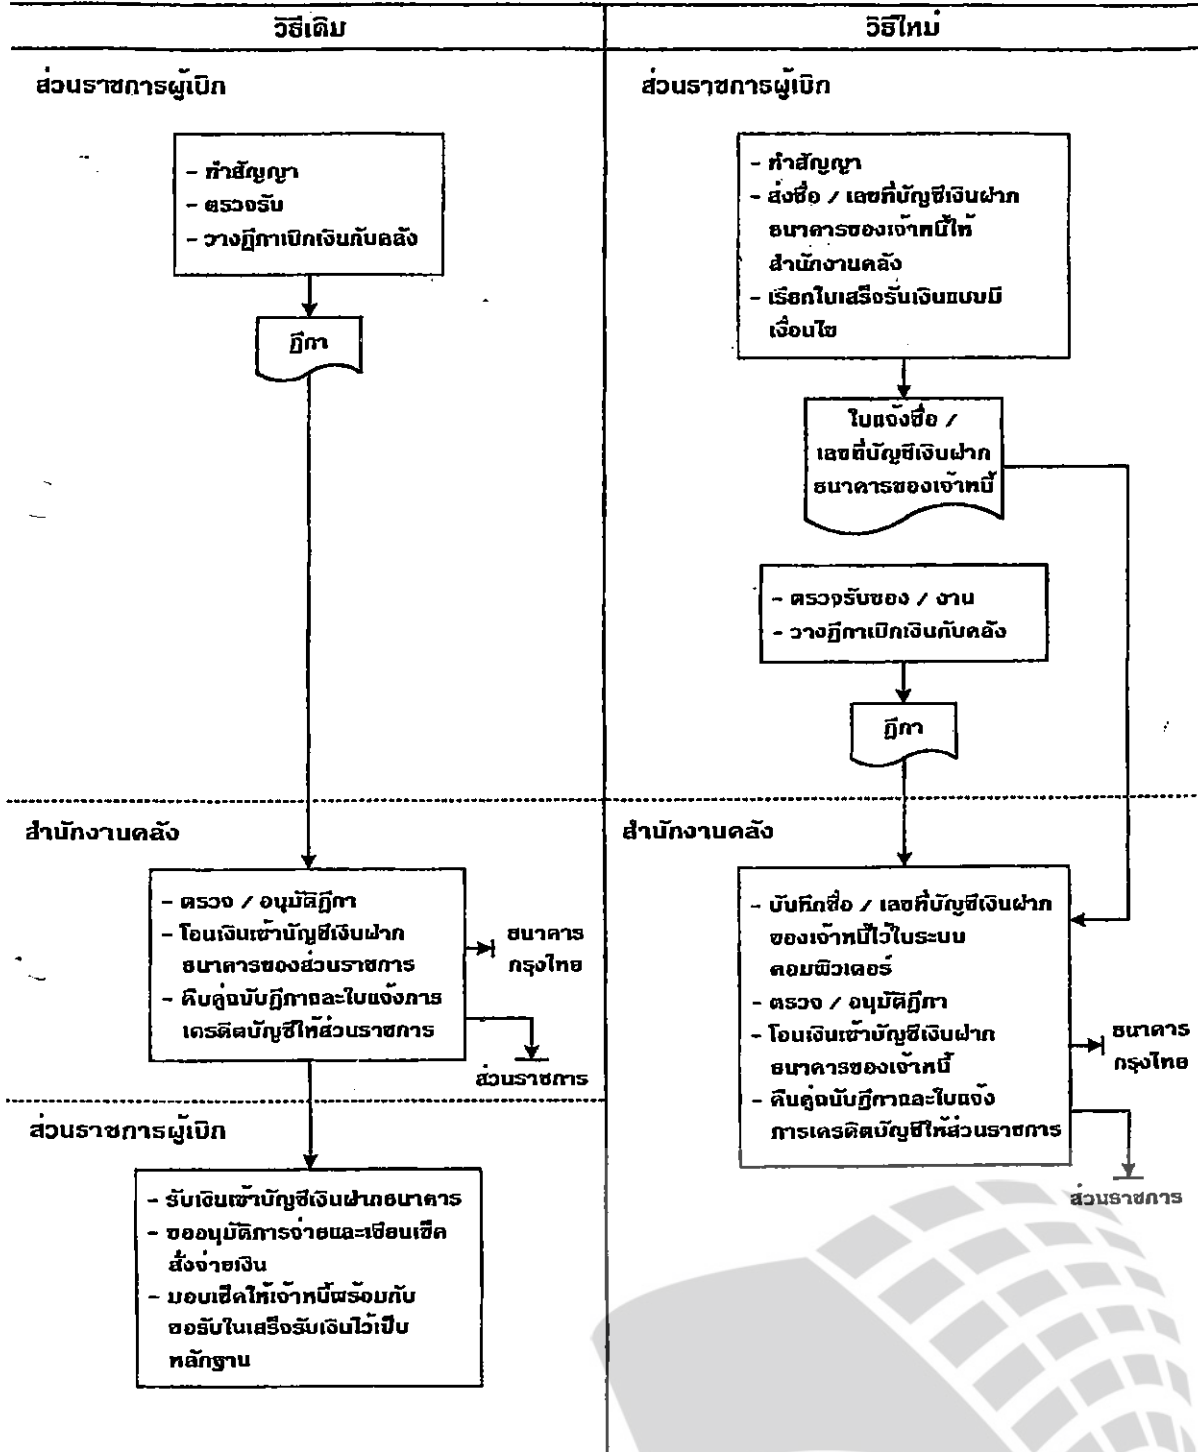 วิธีเดิม
ส่วนราชการผู้เบิก
- ทำสัญญา
- ตรวจรับ
- วางฎีกาเบิกเงินกับคลัง
ฎีกา
สำนักงานคลัง
- ตรวจ / อนุมัติฎีกา
- โอนเงินเข้าบัญชีเงินฝาก
ธนาคารของส่วนราชการ
- คืนคู่ฉบับฎีกาและใบแจ้งการ
เครดิตบัญชีให้ส่วนราชการ
ธนาคาร
กรุงไทย
ส่วนราชการ
ส่วนราชการผู้เบิก
- รับเงินเข้าบัญชีเงินฝากธนาคาร
- ขออนุมัติการจ่ายและเขียนเช็ค
สั่งจ่ายเงิน
- มอบเช็คให้เจ้าหนี้พร้อมกับ
ขอรับใบเสร็จรับเงินไว้เป็น
หลักฐาน
วิธีใหม่
ส่วนราชการผู้เบิก
- ทำสัญญา
- ส่งชื่อ / เลขที่บัญชีเงินฝาก
ธนาคารของเจ้าหนี้ให้
สำนักงานคลัง
- เรียกใบเสร็จรับเงินแบบมี
เงื่อนไข
ใบแจ้งชื่อ /
เลขที่บัญชีเงินฝาก
ธนาคารของเจ้าหนี้
- ตรวจรับของ / งาน
- วางฎีกาเบิกเงินกับคลัง
ฎีกา
สำนักงานคลัง
- บันทึกชื่อ / เลขที่บัญชีเงินฝาก
ของเจ้าหนี้ไว้ในระบบ
คอมพิวเตอร์
- ตรวจ / อนุมัติฎีกา
- โอนเงินเข้าบัญชีเงินฝาก
ธนาคารของเจ้าหนี้
- คืนคู่ฉบับฎีกาและใบแจ้ง
การเครดิตบัญชีให้ส่วนราชการ
ธนาคาร
กรุงไทย
ส่วนราชการ